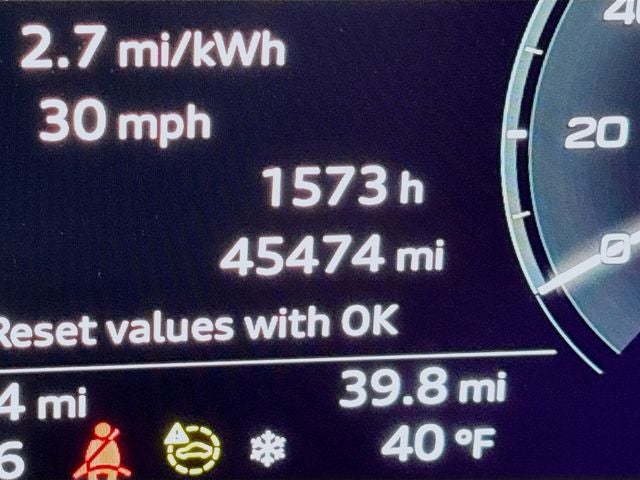 2.7 mi/kWh
30 mph
1573 h
45474 mi
Reset values with OK
4 mi
39.8 mi
6
40 °F
40
20
0